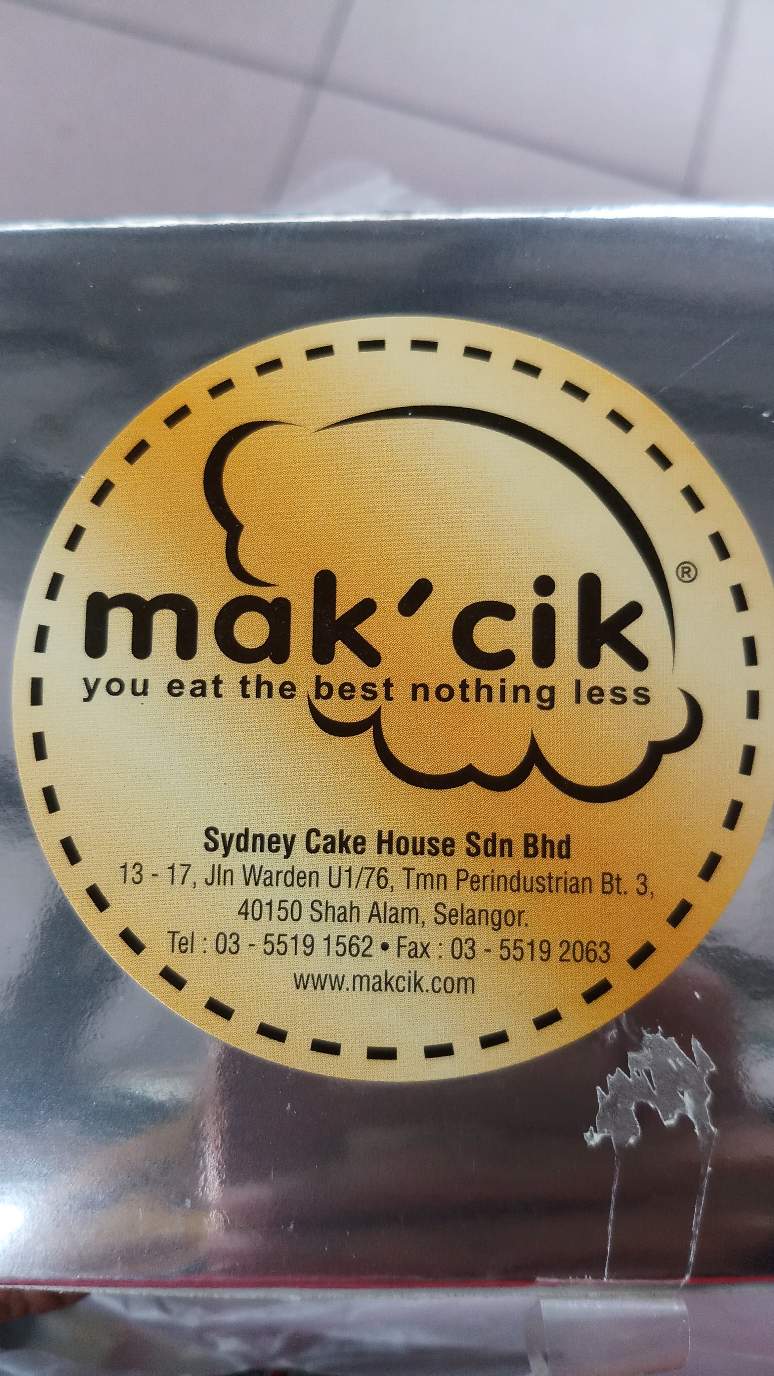 mak'cik ®
you eat the best nothing less
Sydney Cake House Sdn Bhd
13 - 17, Jln Warden U1/76, Tmn Perindustrian Bt. 3,
40150 Shah Alam, Selangor.
Tel : 03 - 5519 1562 • Fax : 03 - 5519 2063
www.makcik.com